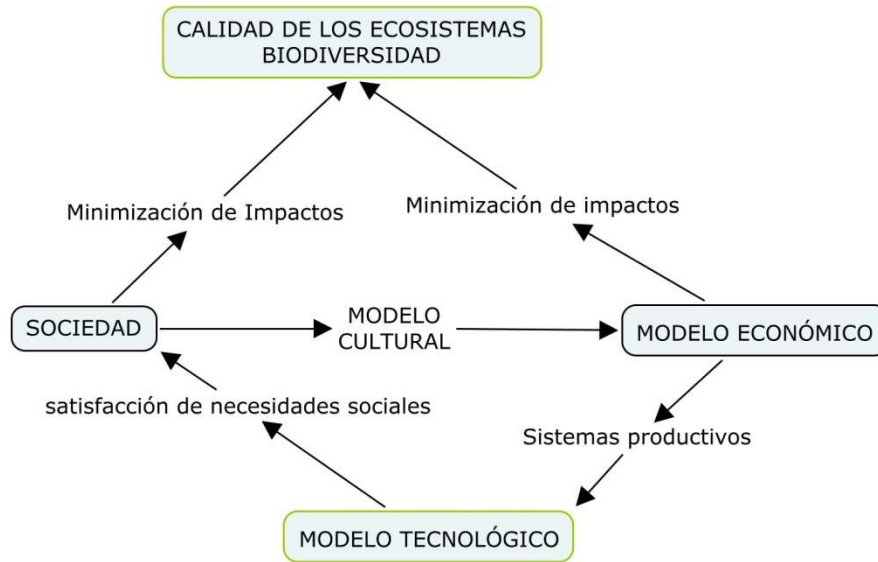 CALIDAD DE LOS ECOSISTEMAS
BIODIVERSIDAD
Minimización de Impactos
Minimización de impactos
SOCIEDAD
MODELO
CULTURAL
MODELO ECONÓMICO
satisfacción de necesidades sociales
Sistemas productivos
MODELO TECNOLÓGICO